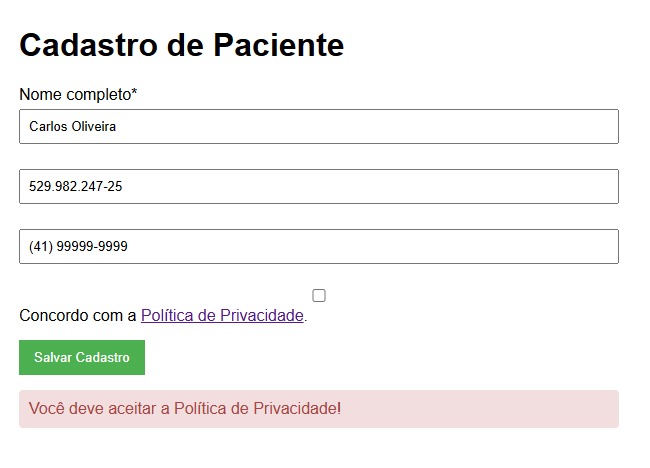 Cadastro de Paciente
Nome completo*
Carlos Oliveira
529.982.247-25
(41) 99999-9999
Concordo com a Política de Privacidade.
Salvar Cadastro
Você deve aceitar a Política de Privacidade!